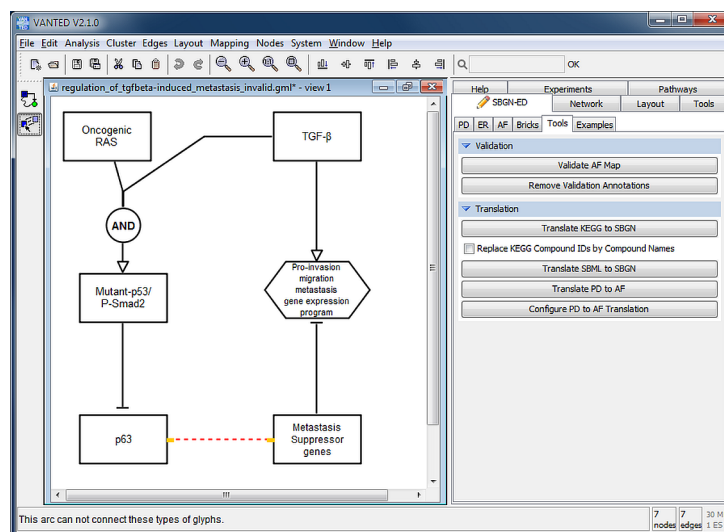 VANTED V2.1.0
File Edit Analysis Cluster Edges Layout Mapping Nodes System Window Help
OK
regulation_of_tgfbeta-induced_metastasis_invalid.gml* - view 1
Oncogenic
RAS
TGF-β
AND
Mutant-p53/
P-Smad2
Pro-invasion
migration
metastasis
gene expression
program
p63
Metastasis
Suppressor
genes
Help Experiments Pathways
SBGN-ED Network Layout Tools
PD ER AF Bricks Tools Examples
Validation
Validate AF Map
Remove Validation Annotations
Translation
Translate KEGG to SBGN
Replace KEGG Compound IDs by Compound Names
Translate SBML to SBGN
Translate PD to AF
Configure PD to AF Translation
This arc can not connect these types of glyphs.
7 7 30 M
nodes edges 1 ES